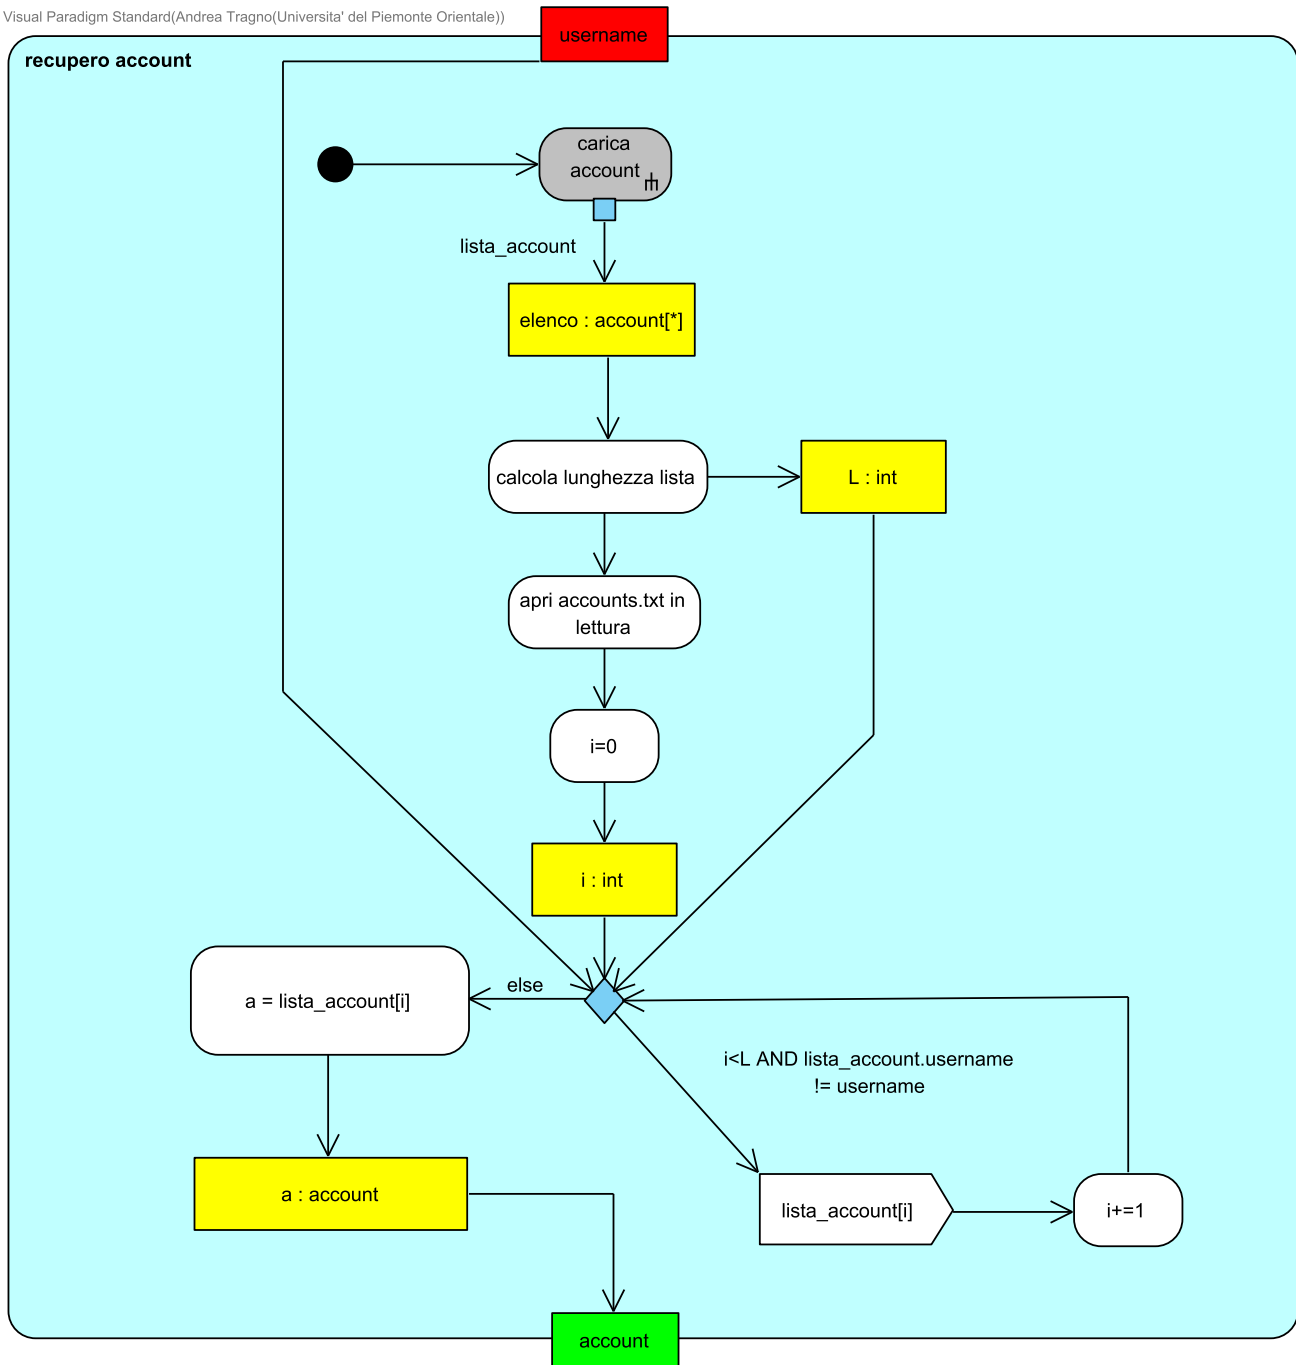 Visual Paradigm Standard(Andrea Tragno(Universita' del Piemonte Orientale))
username
recupero account
carica
account
lista_account
elenco : account[*]
calcola lunghezza lista
L : int
apri accounts.txt in
lettura
i=0
i : int
else
a = lista_account[i]
i<L AND lista_account.username
!= username
a : account
lista_account[i]
i+=1
account